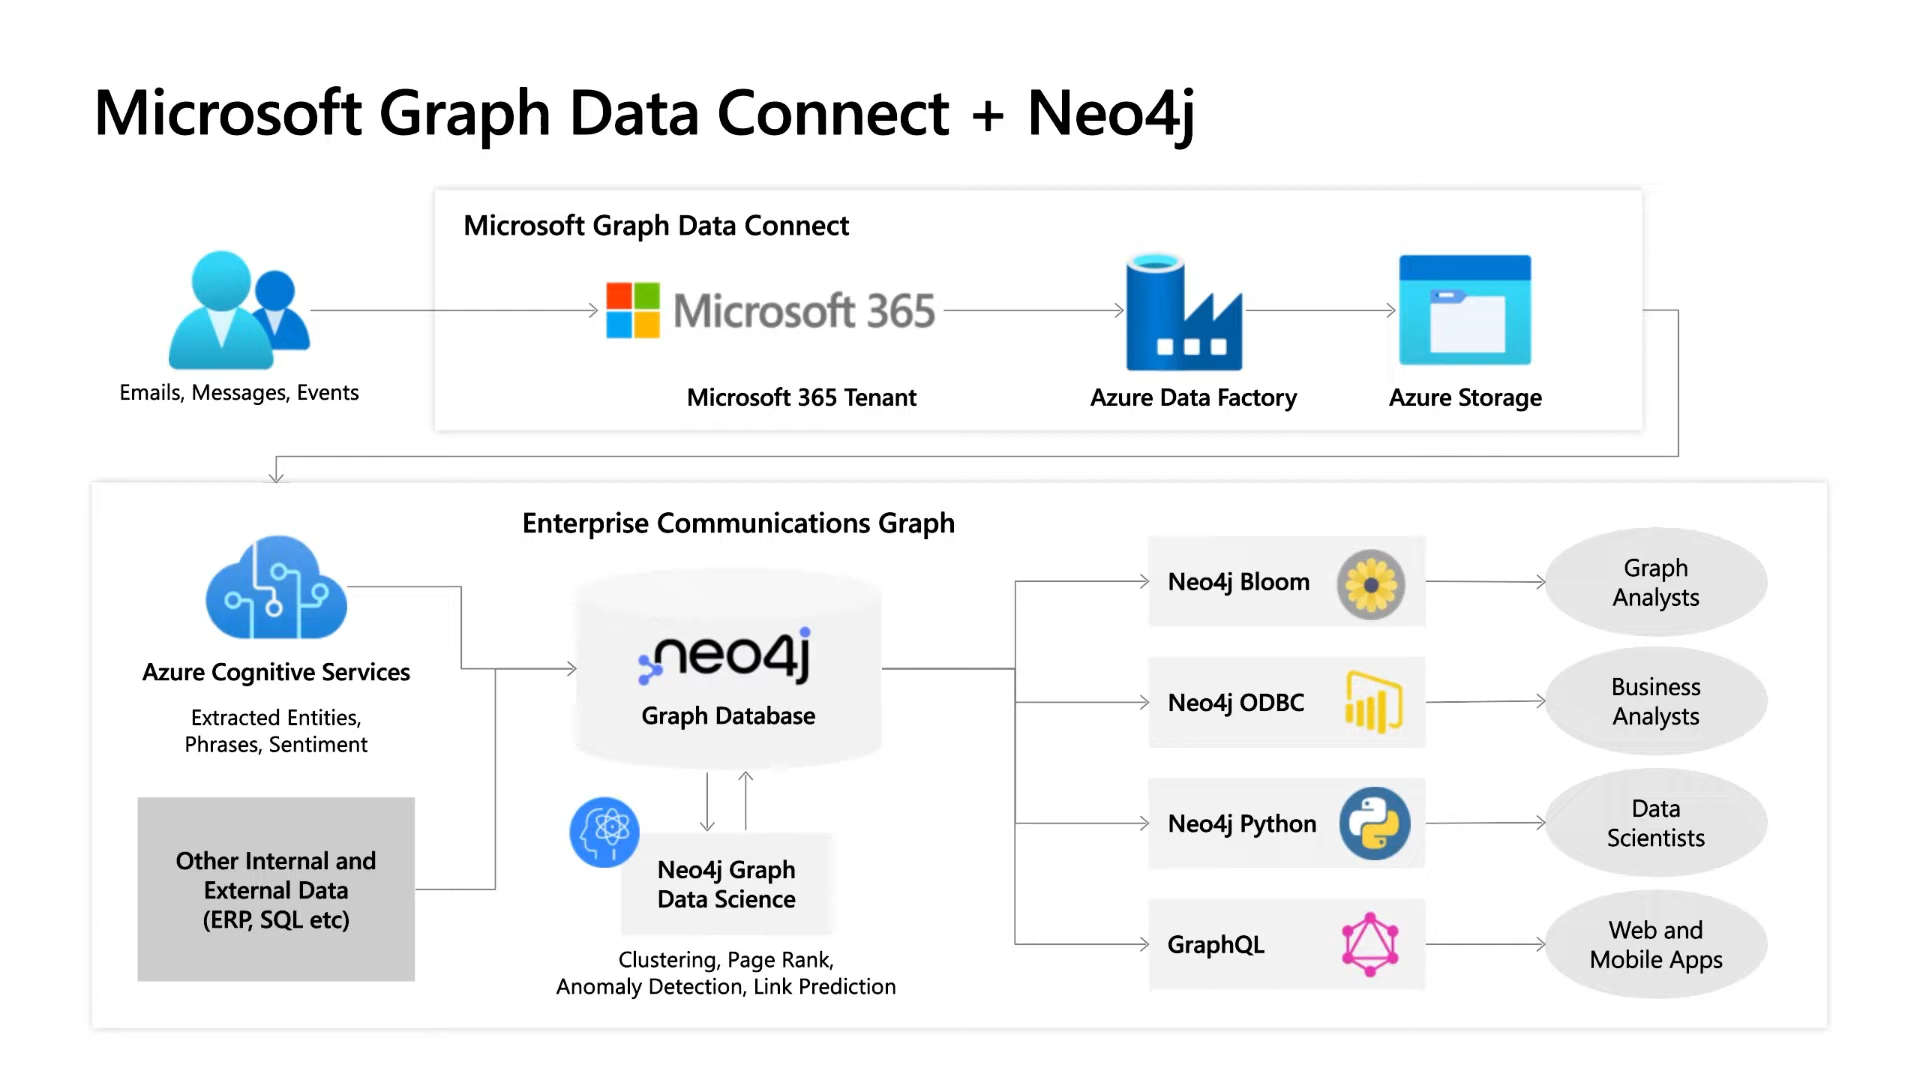 Microsoft Graph Data Connect + Neo4j
Microsoft Graph Data Connect
Microsoft 365
Emails, Messages, Events
Microsoft 365 Tenant
Azure Data Factory
Azure Storage
Enterprise Communications Graph
Azure Cognitive Services
Extracted Entities,
Phrases, Sentiment
Other Internal and
External Data
(ERP, SQL etc)
neo4j
Graph Database
Neo4j Graph
Data Science
Clustering, Page Rank,
Anomaly Detection, Link Prediction
Neo4j Bloom
Graph
Analysts
Neo4j ODBC
Business
Analysts
Neo4j Python
Data
Scientists
GraphQL
Web and
Mobile Apps